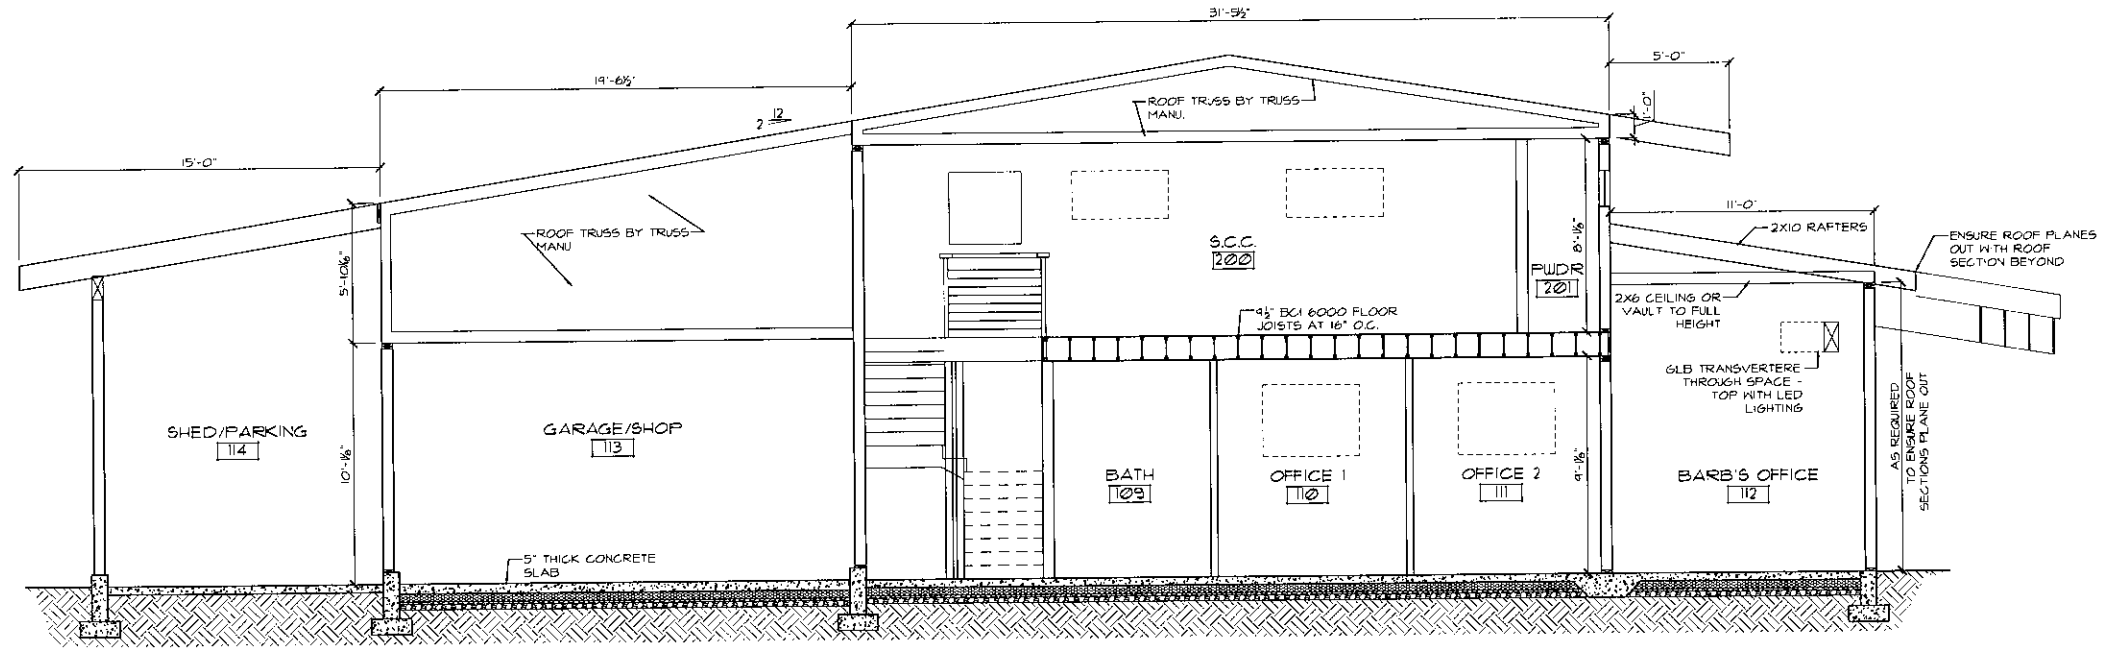 31'-5½"
5'-0"
19'-6½"
1'-0"
12
2
ROOF TRUSS BY TRUSS
MANU.
15'-0"
11'-0"
ROOF TRUSS BY TRUSS
MANU
2X10 RAFTERS
ENSURE ROOF PLANES
OUT WITH ROOF
SECTION BEYOND
S.C.C.
200
8'-1⅛"
5'-10⅛"
PWDR
201
2X6 CEILING OR
VAULT TO FULL
HEIGHT
9½" BCI 6000 FLOOR
JOISTS AT 16" O.C.
GLB TRANSVERTERE
THROUGH SPACE -
TOP WITH LED
LIGHTING
SHED/PARKING
114
GARAGE/SHOP
113
10'-1⅛"
BATH
109
OFFICE 1
110
OFFICE 2
111
9'-1⅛"
BARB'S OFFICE
112
AS REQUIRED
TO ENSURE ROOF
SECTIONS PLANE OUT
5" THICK CONCRETE
SLAB